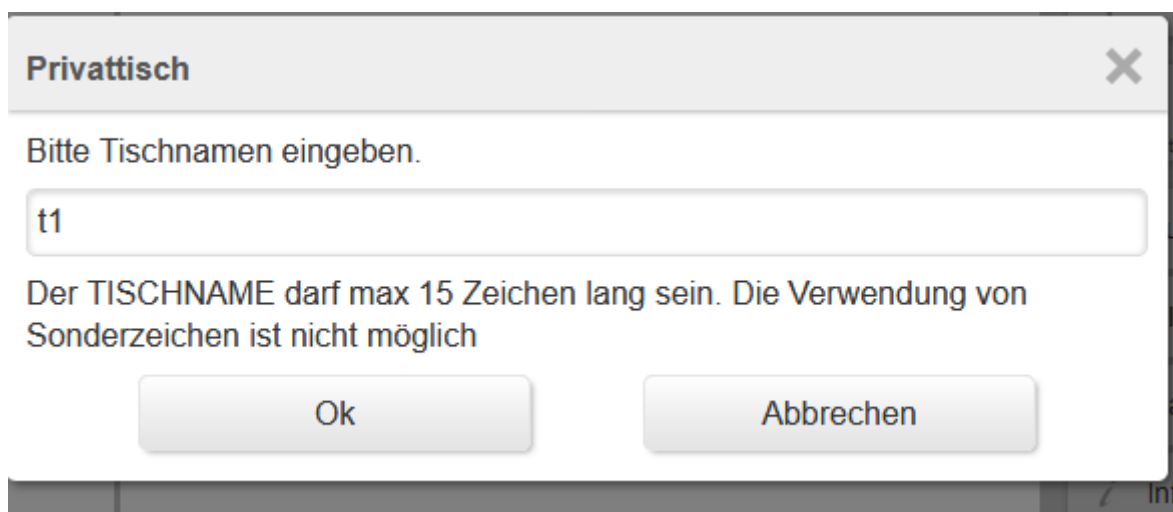 Privattisch
Bitte Tischnamen eingeben.
t1
Der TISCHNAME darf max 15 Zeichen lang sein. Die Verwendung von
Sonderzeichen ist nicht möglich
Ok
Abbrechen